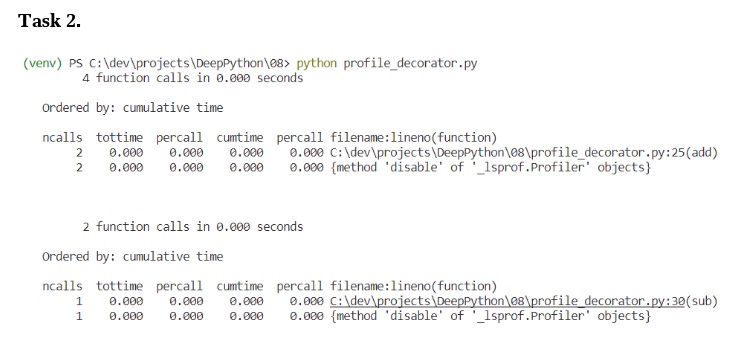 Task 2.
(venv) PS C:\dev\projects\DeepPython\08> python profile_decorator.py
4 function calls in 0.000 seconds
Ordered by: cumulative time
ncalls tottime percall cumtime percall filename:lineno(function)
2 0.000 0.000 0.000 0.000 C:\dev\projects\DeepPython\08\profile_decorator.py:25(add)
2 0.000 0.000 0.000 0.000 {method 'disable' of '_lsprof.Profiler' objects}
2 function calls in 0.000 seconds
Ordered by: cumulative time
ncalls tottime percall cumtime percall filename:lineno(function)
1 0.000 0.000 0.000 0.000 C:\dev\projects\DeepPython\08\profile_decorator.py:30(sub)
1 0.000 0.000 0.000 0.000 {method 'disable' of '_lsprof.Profiler' objects}